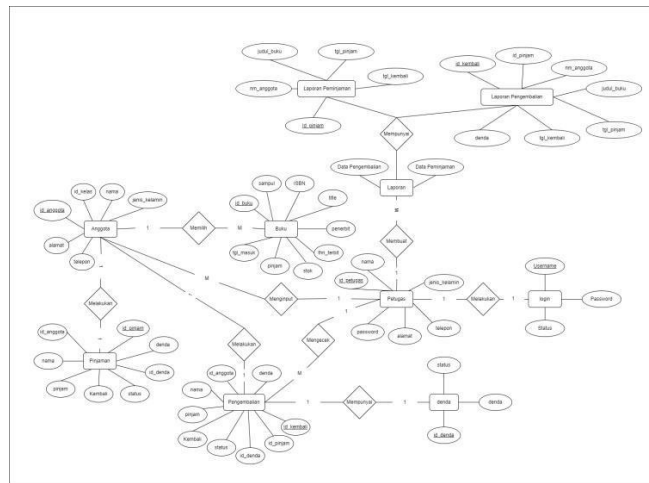 judul_buku
tgl_pinjam
nm_anggota
Laporan Peminjaman
tgl_kembali
id_pinjam
id_kembali
id_pinjam
nm_anggota
Laporan Pengembalian
judul_buku
denda
tgl_kembali
tgl_pinjam
Mempunyai
Data Pengembalian
Data Peminjaman
Laporan
M
Membuat
1
id_kelas
nama
jenis_kelamin
id_anggota
Anggota
alamat
telepon
1
Memilih
M
sampul
ISBN
id_buku
title
Buku
penerbit
tgl_masuk
thn_terbit
pinjam
stok
M
Menginput
1
nama
id_petugas
jenis_kelamin
Petugas
password
alamat
telepon
1
Melakukan
1
Username
login
Password
Status
Melakukan
id_anggota
id_pinjam
denda
nama
Pinjaman
id_denda
pinjam
Kembali
status
Melakukan
1
Mengecek
M
id_anggota
denda
nama
Pengembalian
id_kembali
pinjam
Kembali
status
id_denda
id_pinjam
1
Mempunyai
1
status
denda
denda
id_denda